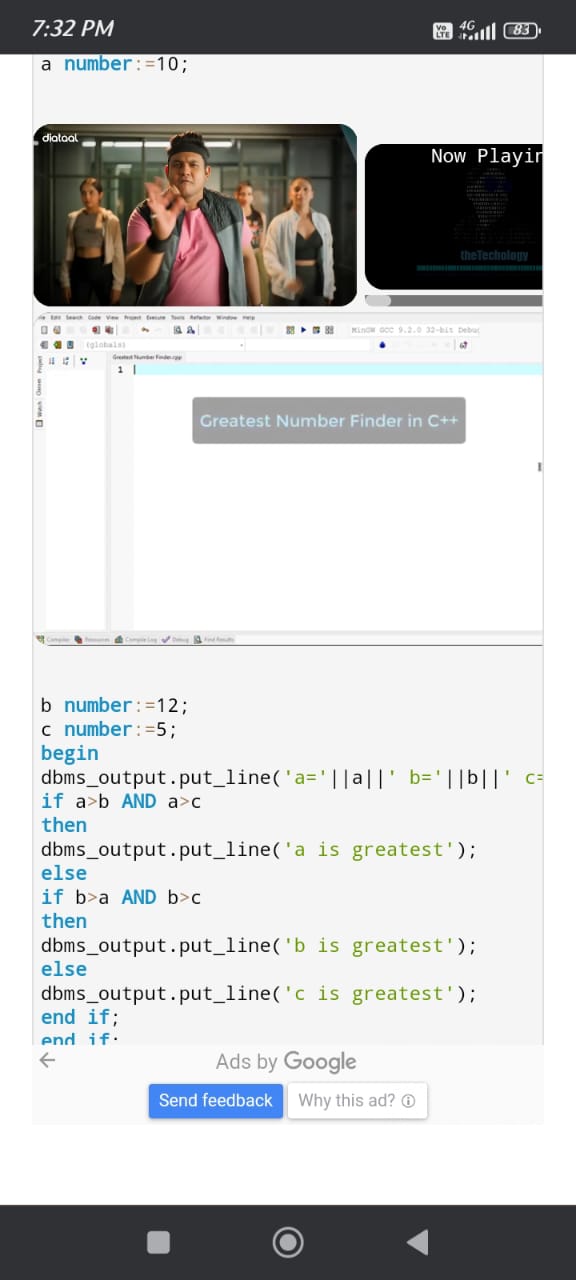 7:32 PM
Vo LTE 4G 83
a number:=10;
Now Playin
theTechology
File Edit Search Code View Project Execute Tools Refactor Window Help
MinGW GCC 9.2.0 32-bit Debug
(globals)
Project
Classes
Watch
Greatest Number Finder.cpp
1
Greatest Number Finder in C++
Compiler Resources Compile Log Debug Find Results
b number:=12;
c number:=5;
begin
dbms_output.put_line('a='||a||' b='||b||' c=
if a>b AND a>c
then
dbms_output.put_line('a is greatest');
else
if b>a AND b>c
then
dbms_output.put_line('b is greatest');
else
dbms_output.put_line('c is greatest');
end if;
end if;
Ads by Google
Send feedback
Why this ad?